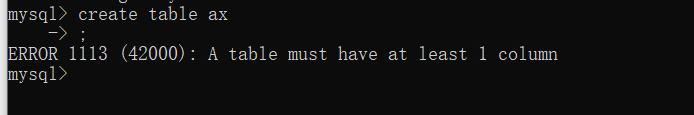 mysql> create table ax
    -> ;
ERROR 1113 (42000): A table must have at least 1 column
mysql>